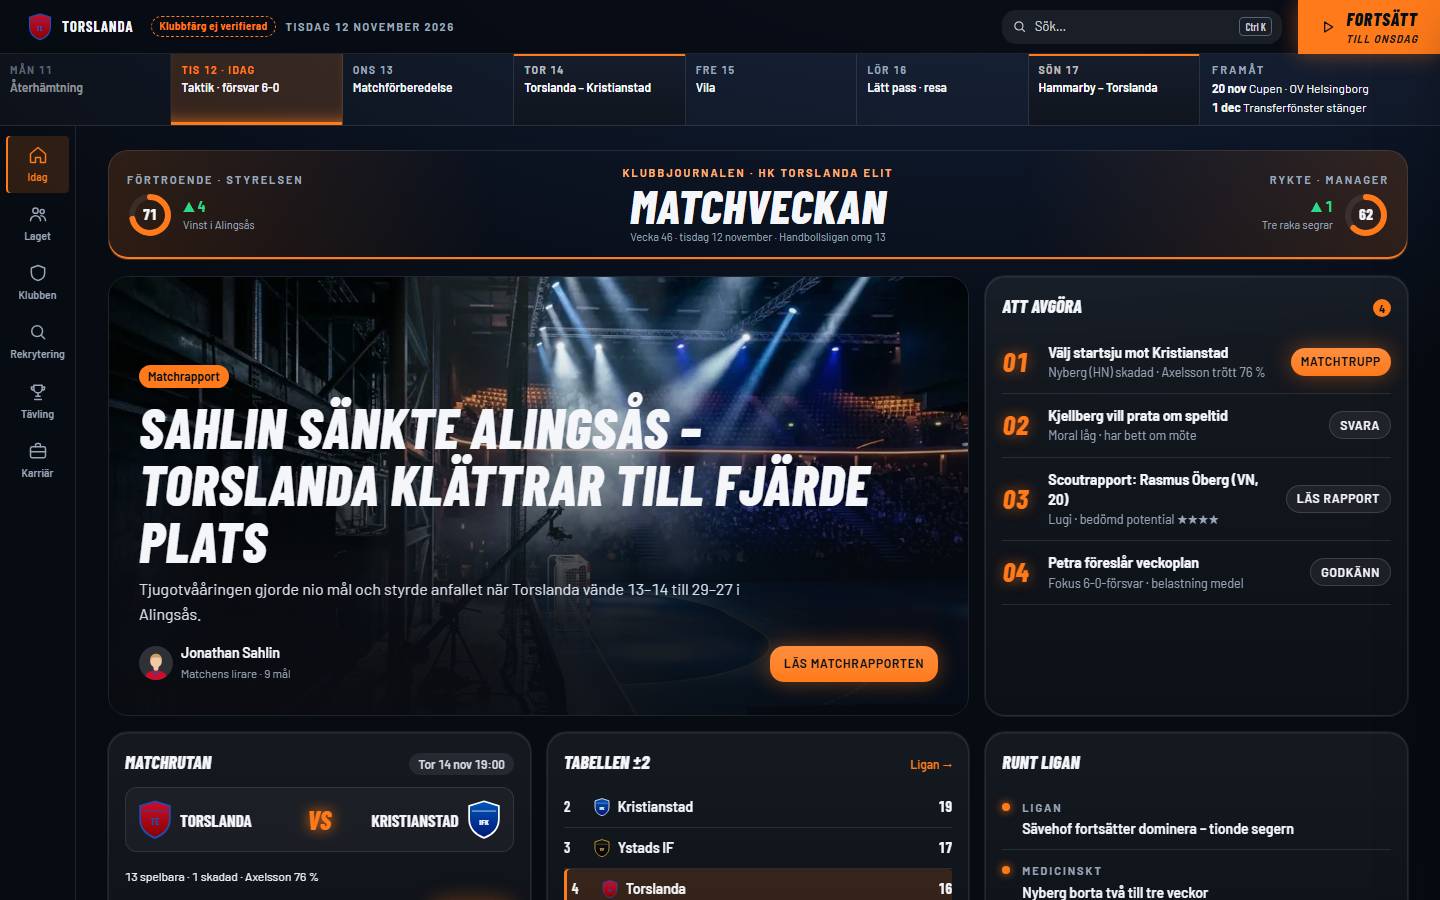 TORSLANDA
Klubbfärg ej verifierad
TISDAG 12 NOVEMBER 2026
Sök...
Ctrl K
FORTSÄTT
TILL ONSDAG
MÅN 11
Återhämtning
TIS 12 · IDAG
Taktik · försvar 6-0
ONS 13
Matchförberedelse
TOR 14
Torslanda – Kristianstad
FRE 15
Vila
LÖR 16
Lätt pass · resa
SÖN 17
Hammarby – Torslanda
FRAMÅT
20 nov Cupen · OV Helsingborg
1 dec Transferfönster stänger
Idag
Laget
Klubben
Rekrytering
Tävling
Karriär
FÖRTROENDE · STYRELSEN
71
▲ 4
Vinst i Alingsås
KLUBBJOURNALEN · HK TORSLANDA ELIT
MATCHVECKAN
Vecka 46 · tisdag 12 november · Handbollsligan omg 13
RYKTE · MANAGER
▲ 1
Tre raka segrar
62
Matchrapport
SAHLIN SÄNKTE ALINGSÅS –
TORSLANDA KLÄTTRAR TILL FJÄRDE
PLATS
Tjugotvååringen gjorde nio mål och styrde anfallet när Torslanda vände 13–14 till 29–27 i
Alingsås.
Jonathan Sahlin
Matchens lirare · 9 mål
LÄS MATCHRAPPORTEN
ATT AVGÖRA
4
01
Välj startsju mot Kristianstad
Nyberg (HN) skadad · Axelsson trött 76 %
MATCHTRUPP
02
Kjellberg vill prata om speltid
Moral låg · har bett om möte
SVARA
03
Scoutrapport: Rasmus Öberg (VN,
20)
Lugi · bedömd potential ★★★★
LÄS RAPPORT
04
Petra föreslår veckoplan
Fokus 6-0-försvar · belastning medel
GODKÄNN
MATCHRUTAN
Tor 14 nov 19:00
TORSLANDA
VS
KRISTIANSTAD
IFK
13 spelbara · 1 skadad · Axelsson 76 %
TABELLEN ±2
Ligan →
2 Kristianstad 19
3 Ystads IF 17
4 Torslanda 16
RUNT LIGAN
LIGAN
Sävehof fortsätter dominera – tionde segern
MEDICINSKT
Nyberg borta två till tre veckor